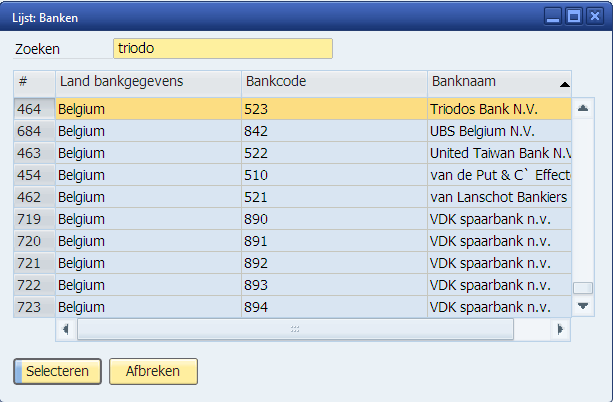 Lijst: Banken
Zoeken triodo
# Land bankgegevens Bankcode Banknaam
464 Belgium 523 Triodos Bank N.V.
684 Belgium 842 UBS Belgium N.V.
463 Belgium 522 United Taiwan Bank N.V
454 Belgium 510 van de Put & C` Effecte
462 Belgium 521 van Lanschot Bankiers
719 Belgium 890 VDK spaarbank n.v.
720 Belgium 891 VDK spaarbank n.v.
721 Belgium 892 VDK spaarbank n.v.
722 Belgium 893 VDK spaarbank n.v.
723 Belgium 894 VDK spaarbank n.v.
Selecteren Afbreken